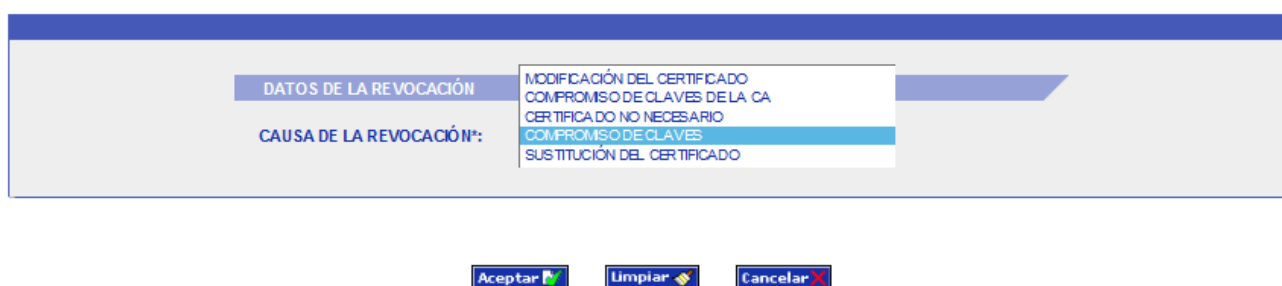 DATOS DE LA REVOCACIÓN
MODIFICACIÓN DEL CERTIFICADO
COMPROMISO DE CLAVES DE LA CA
CERTIFICADO NO NECESARIO
CAUSA DE LA REVOCACIÓN*:
COMPROMISO DE CLAVES
SUSTITUCIÓN DEL CERTIFICADO
Aceptar Limpiar Cancelar